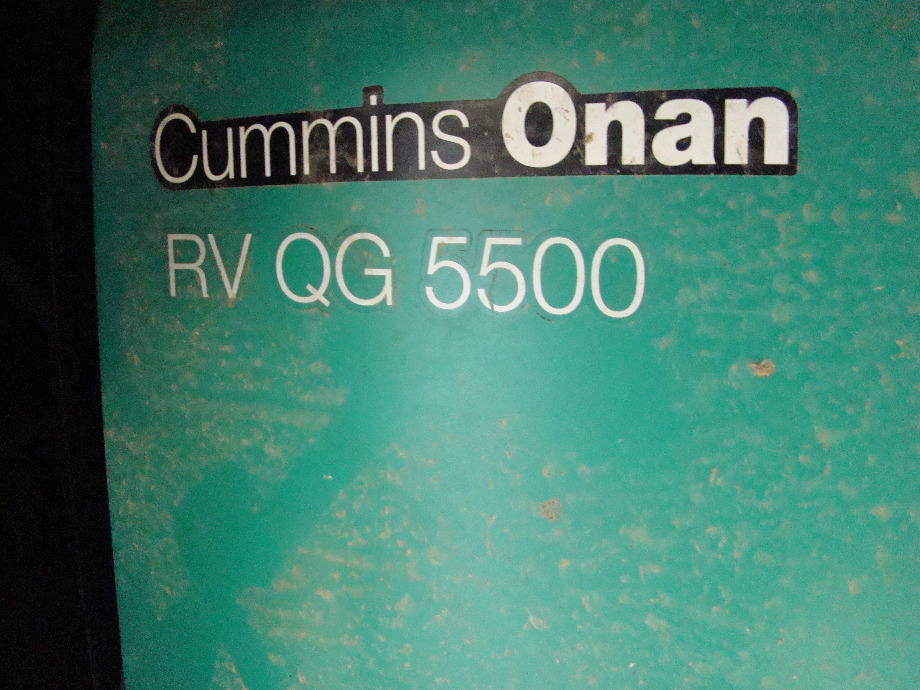 Cummins Onan
RV QG 5500